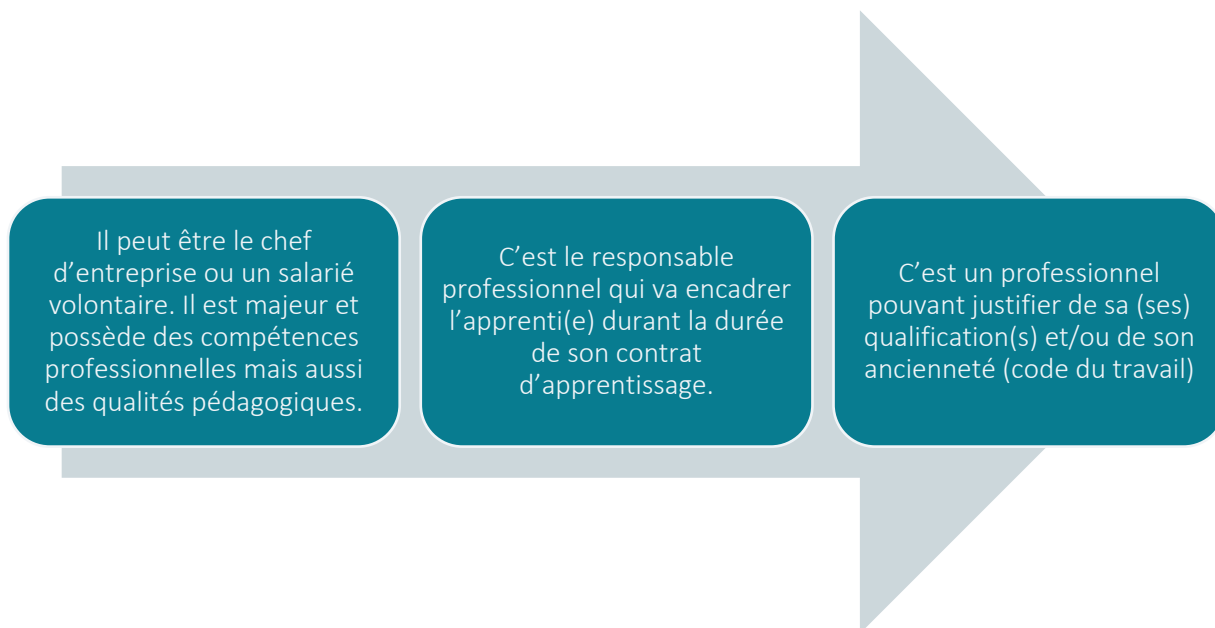 Il peut être le chef
d’entreprise ou un salarié
volontaire. Il est majeur et
possède des compétences
professionnelles mais aussi
des qualités pédagogiques.
C’est le responsable
professionnel qui va encadrer
l’apprenti(e) durant la durée
de son contrat
d’apprentissage.
C’est un professionnel
pouvant justifier de sa (ses)
qualification(s) et/ou de son
ancienneté (code du travail)